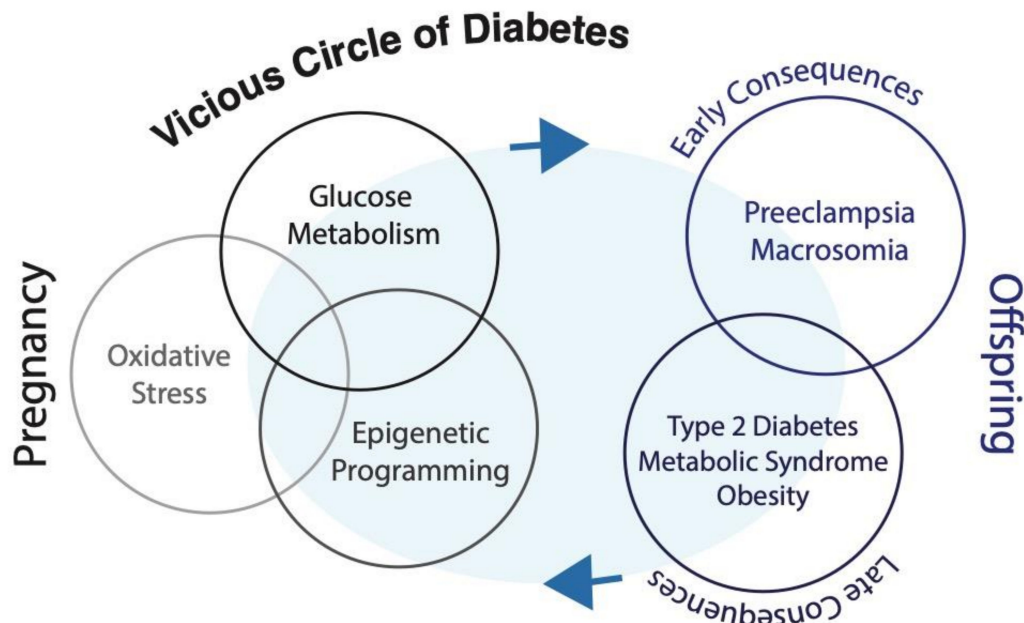 Vicious Circle of Diabetes
Pregnancy
Glucose
Metabolism
Oxidative
Stress
Epigenetic
Programming
Early Consequences
Preeclampsia
Macrosomia
Type 2 Diabetes
Metabolic Syndrome
Obesity
Late Consequences
Offspring